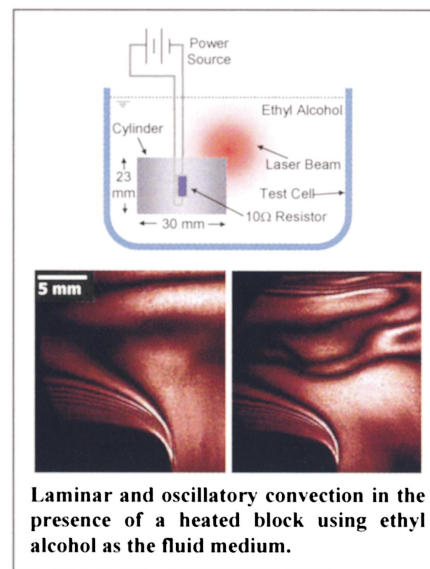 Power
Source
Ethyl Alcohol
Cylinder
Laser Beam
23
mm
Test Cell
10Ω Resistor
30 mm
5 mm
Laminar and oscillatory convection in the
presence of a heated block using ethyl
alcohol as the fluid medium.